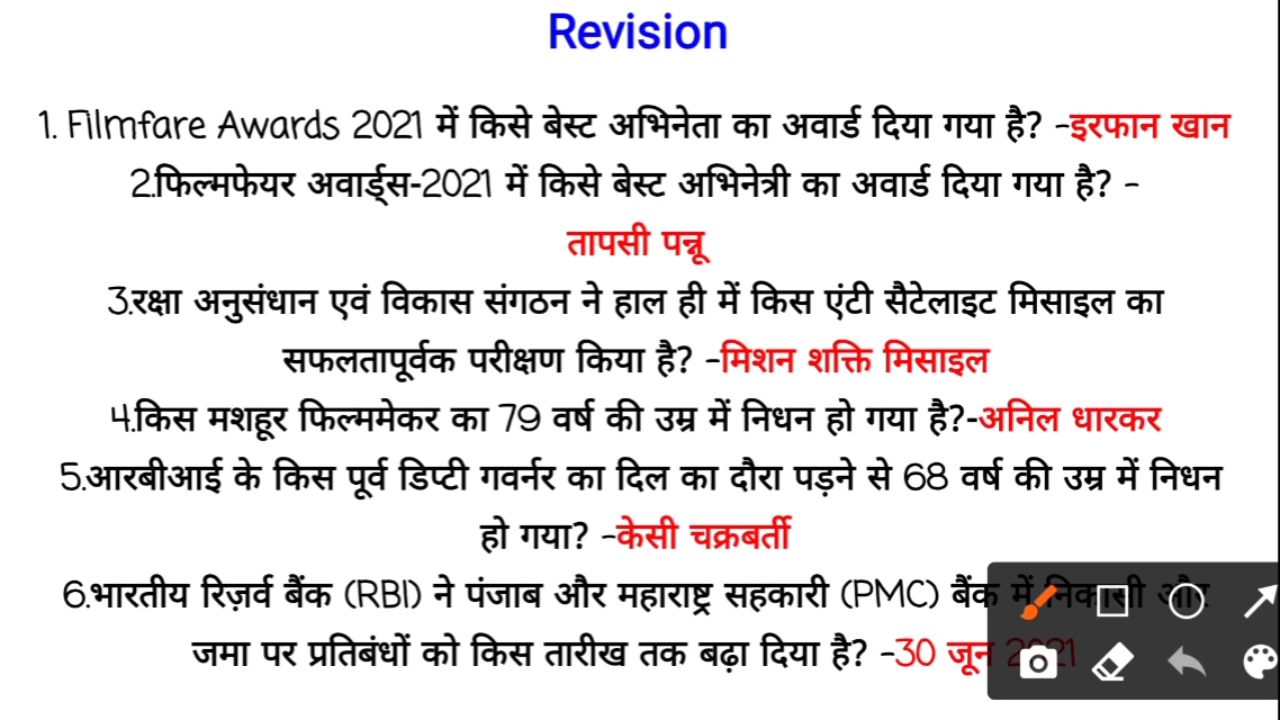 Revision
1. Filmfare Awards 2021 में किसे बेस्ट अभिनेता का अवार्ड दिया गया है? -इरफान खान
2.फिल्मफेयर अवार्ड्स-2021 में किसे बेस्ट अभिनेत्री का अवार्ड दिया गया है? -
तापसी पन्नू
3.रक्षा अनुसंधान एवं विकास संगठन ने हाल ही में किस एंटी सैटेलाइट मिसाइल का
सफलतापूर्वक परीक्षण किया है? -मिशन शक्ति मिसाइल
4.किस मशहूर फिल्ममेकर का 79 वर्ष की उम्र में निधन हो गया है?-अनिल धारकर
5.आरबीआई के किस पूर्व डिप्टी गवर्नर का दिल का दौरा पड़ने से 68 वर्ष की उम्र में निधन
हो गया? -केसी चक्रबर्ती
6.भारतीय रिज़र्व बैंक (RBI) ने पंजाब और महाराष्ट्र सहकारी (PMC) बैंक में निकासी और
जमा पर प्रतिबंधों को किस तारीख तक बढ़ा दिया है? -30 जून 2021